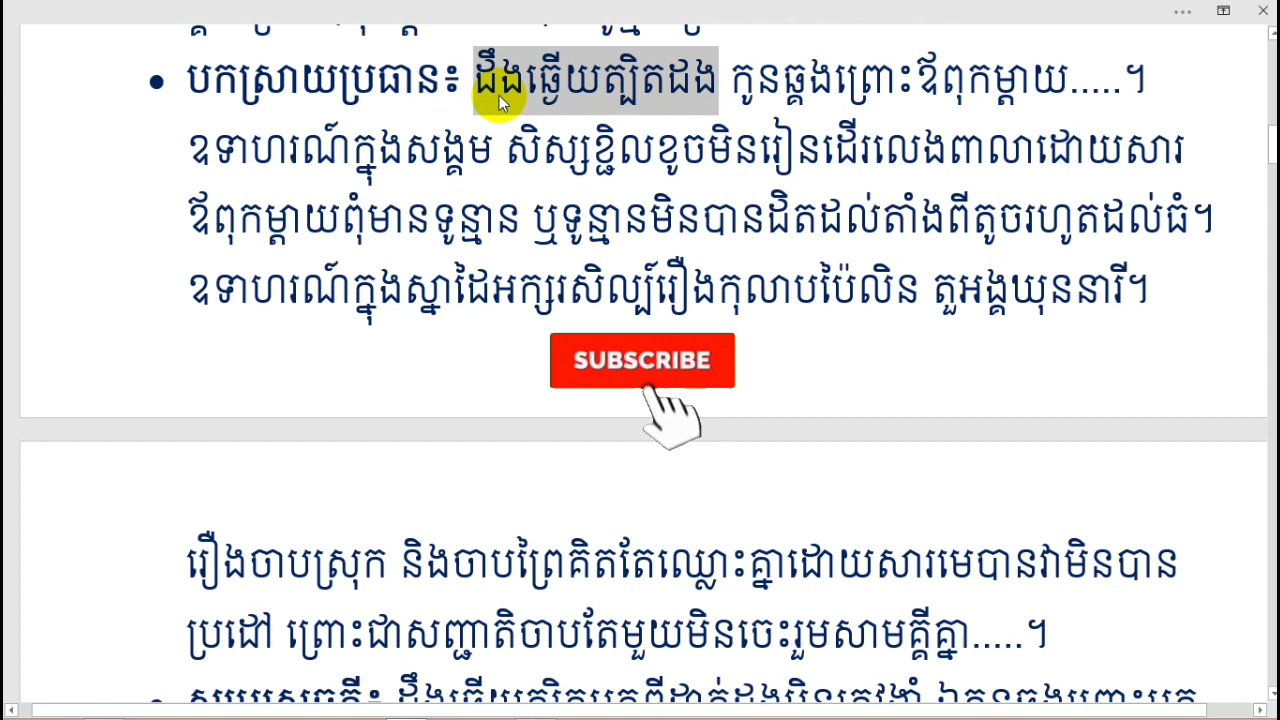 • បកស្រាយប្រធាន៖ ដឹងឆ្អើយត្បិតដង កូនឆ្គងព្រោះឪពុកម្ដាយ.....។
ឧទាហរណ៍ក្នុងសង្គម សិស្សខ្ជិលខូចមិនរៀនដើរលេងពាលាដោយសារ
ឪពុកម្ដាយពុំមានទូន្មាន ឬទូន្មានមិនបានដិតដល់តាំងពីតូចរហូតដល់ធំ។
ឧទាហរណ៍ក្នុងស្នាដៃអក្សរសិល្ប៍រឿងកុលាបប៉ៃលិន តួអង្គឃុននារី។
SUBSCRIBE
រឿងចាបស្រុក និងចាបព្រៃគិតតែឈ្លោះគ្នាដោយសារមេបានវាមិនបាន
ប្រដៅ ព្រោះជាសញ្ជាតិចាបតែមួយមិនចេះរួមសាមគ្គីគ្នា.....។